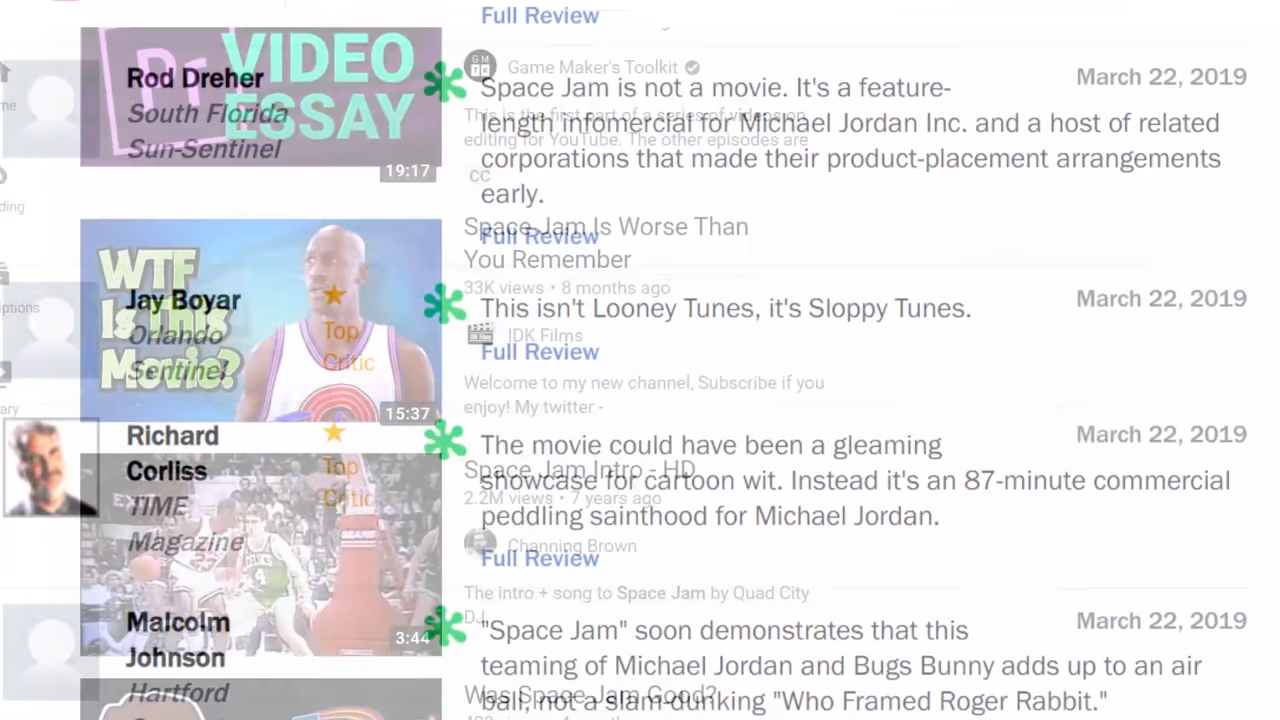 Full Review
VIDEO
ESSAY
Pr
19:17
Game Maker's Toolkit
This is the first part of a series of videos on
editing for YouTube. The other episodes are
CC
Rod Dreher
South Florida
Sun-Sentinel
Space Jam is not a movie. It's a feature-
length infomercial for Michael Jordan Inc. and a host of related
corporations that made their product-placement arrangements
early.
March 22, 2019
Full Review
WTF
Is This
Movie?
15:37
Space Jam Is Worse Than
You Remember
33K views • 8 months ago
IDK Films
Welcome to my new channel, Subscribe if you
enjoy! My twitter -
Jay Boyar
Orlando
Sentinel
Top
Critic
This isn't Looney Tunes, it's Sloppy Tunes.
March 22, 2019
Full Review
Richard
Corliss
TIME
Magazine
Top
Critic
The movie could have been a gleaming
showcase for cartoon wit. Instead it's an 87-minute commercial
peddling sainthood for Michael Jordan.
March 22, 2019
Full Review
3:44
Space Jam Intro - HD
2.2M views • 7 years ago
Channing Brown
The intro + song to Space Jam by Quad City
DJ
Malcolm
Johnson
Hartford
"Space Jam" soon demonstrates that this
teaming of Michael Jordan and Bugs Bunny adds up to an air
ball, not a slam-dunking "Who Framed Roger Rabbit."
March 22, 2019
Was Space Jam Good?